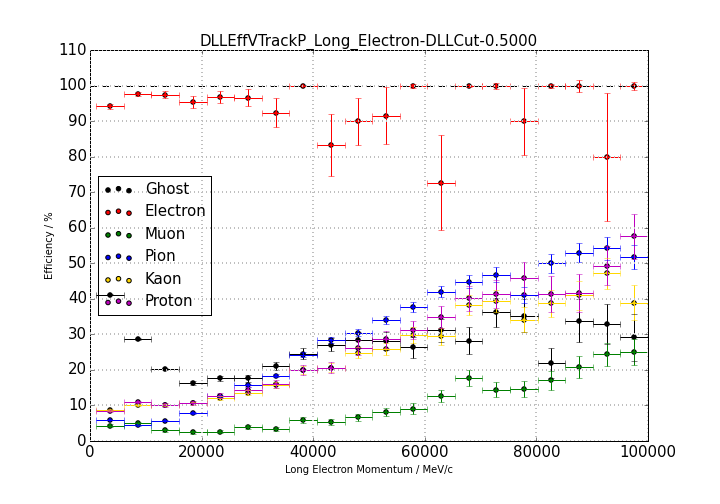 DLLEffVTrackP_Long_Electron-DLLCut-0.5000
110
100
90
80
70
60
50
40
30
20
10
0
Efficiency / %
Ghost
Electron
Muon
Pion
Kaon
Proton
0 20000 40000 60000 80000 100000
Long Electron Momentum / MeV/c